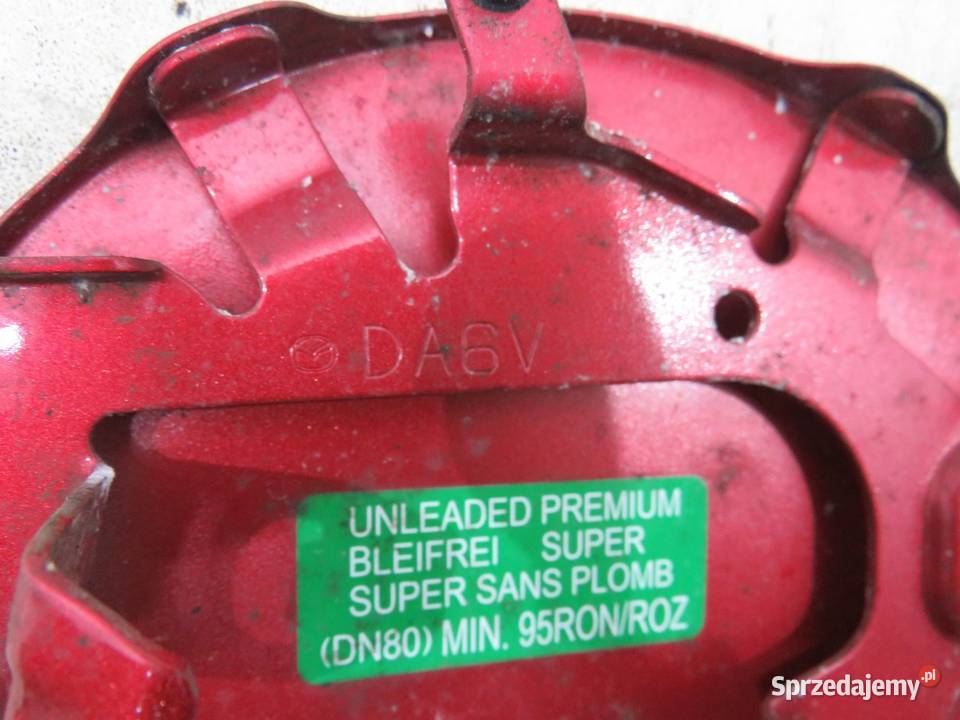 DA6V
UNLEADED PREMIUM
BLEIFREI SUPER
SUPER SANS PLOMB
(DN80) MIN. 95RON/ROZ
Sprzedajemy.pl